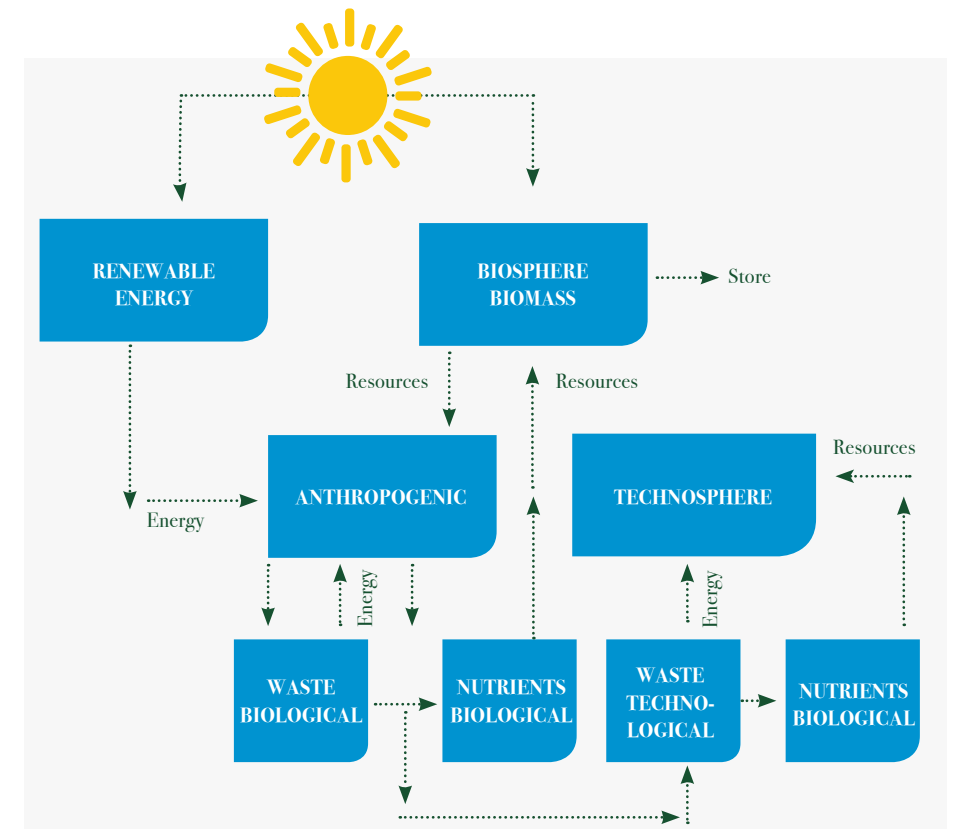 RENEWABLE
ENERGY
BIOSPHERE
BIOMASS
Store
Resources
Resources
ANTHROPOGENIC
TECHNOSPHERE
Resources
Energy
Energy
Energy
WASTE
BIOLOGICAL
NUTRIENTS
BIOLOGICAL
WASTE
TECHNO-
LOGICAL
NUTRIENTS
BIOLOGICAL